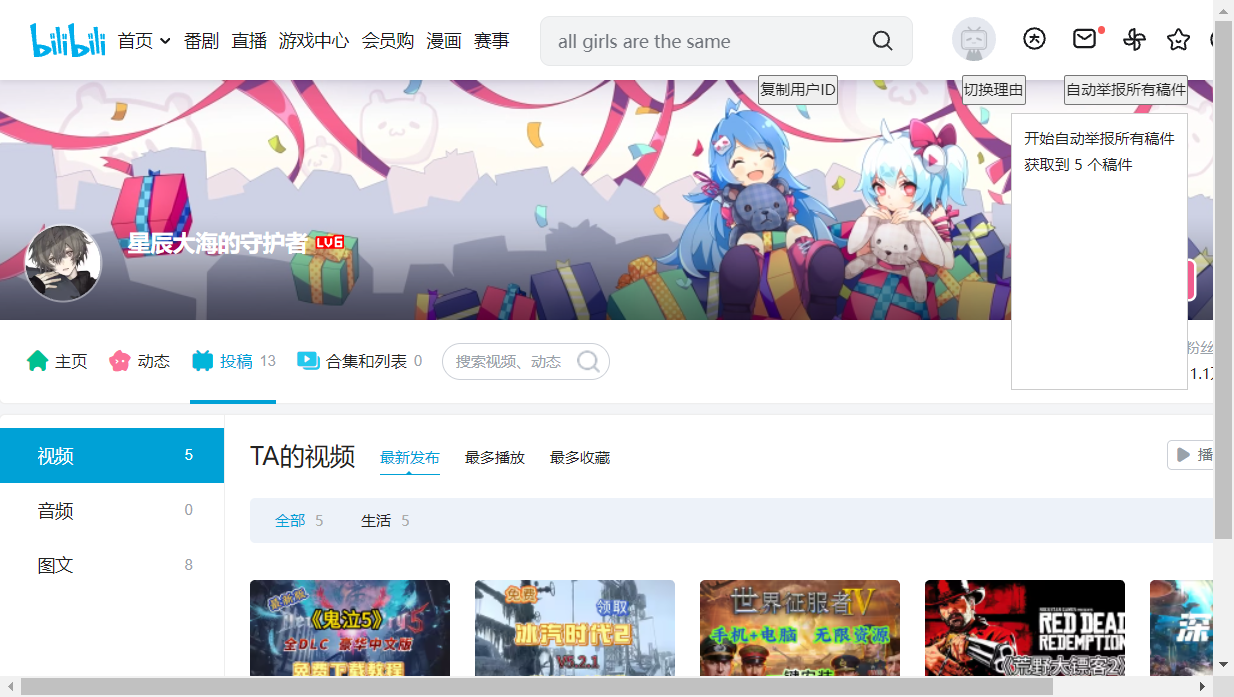 bilibili 首页 番剧 直播 游戏中心 会员购 漫画 赛事 all girls are the same
复制用户ID 切换理由 自动举报所有稿件
开始自动举报所有稿件
获取到 5 个稿件
星辰大海的守护者 LV6
主页 动态 投稿 13 合集和列表 0 搜索视频、动态
粉丝
1.1
视频 5
音频 0
图文 8
TA的视频 最新发布 最多播放 最多收藏 播
全部 5 生活 5
最新版
《鬼泣5》
全DLC 豪华中文版
免费下载教程
免费 领取
冰汽时代2
V5.2.1
世界征服者IV
手机+电脑 无限资源
一键安装
RED DEAD
REDEMPTION
《荒野大镖客2》
深